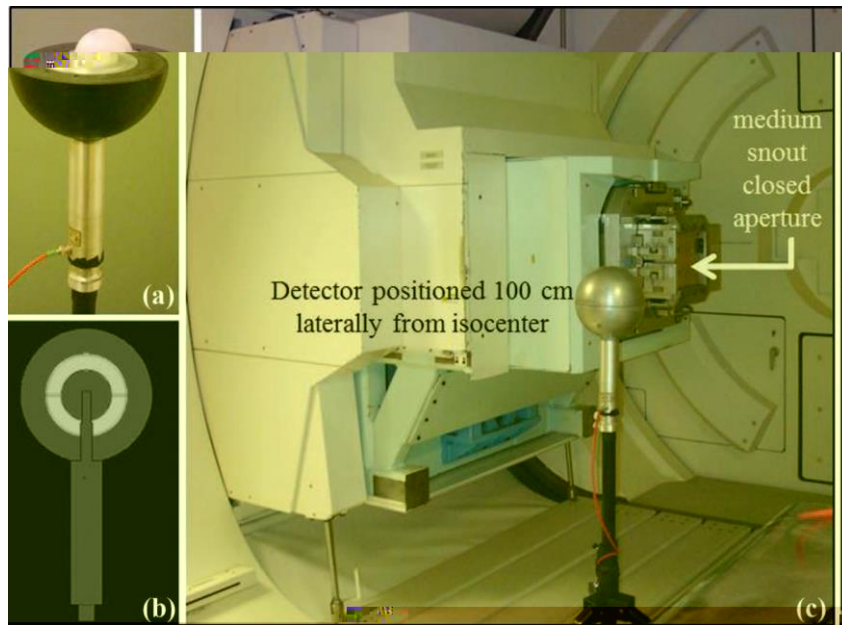 medium
snout
closed
aperture
Detector positioned 100 cm
laterally from isocenter
(a)
(b)
(c)